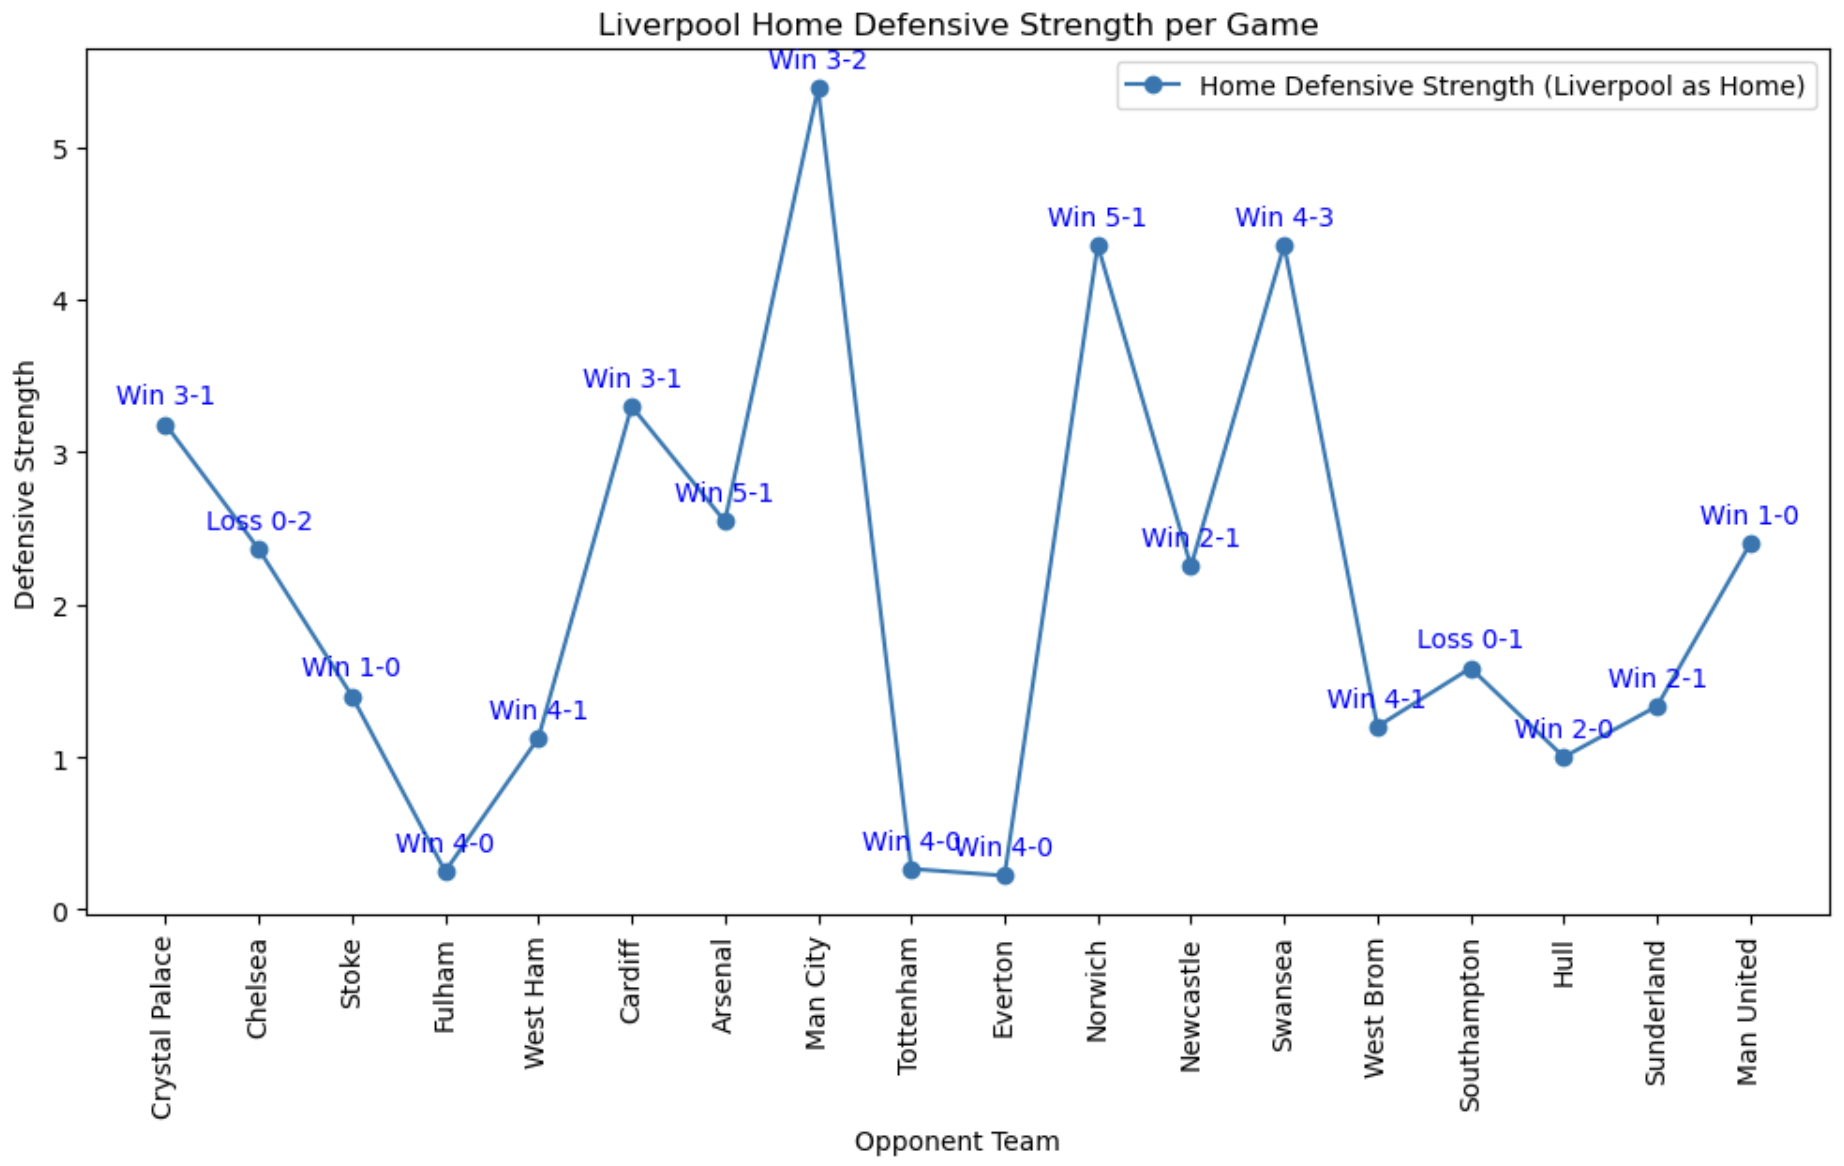 Liverpool Home Defensive Strength per Game
Home Defensive Strength (Liverpool as Home)
Defensive Strength
5
4
3
2
1
0
Win 3-1
Loss 0-2
Win 1-0
Win 4-0
Win 4-1
Win 3-1
Win 5-1
Win 3-2
Win 4-0
Win 4-0
Win 5-1
Win 2-1
Win 4-3
Win 4-1
Loss 0-1
Win 2-0
Win 2-1
Win 1-0
Crystal Palace
Chelsea
Stoke
Fulham
West Ham
Cardiff
Arsenal
Man City
Tottenham
Everton
Norwich
Newcastle
Swansea
West Brom
Southampton
Hull
Sunderland
Man United
Opponent Team